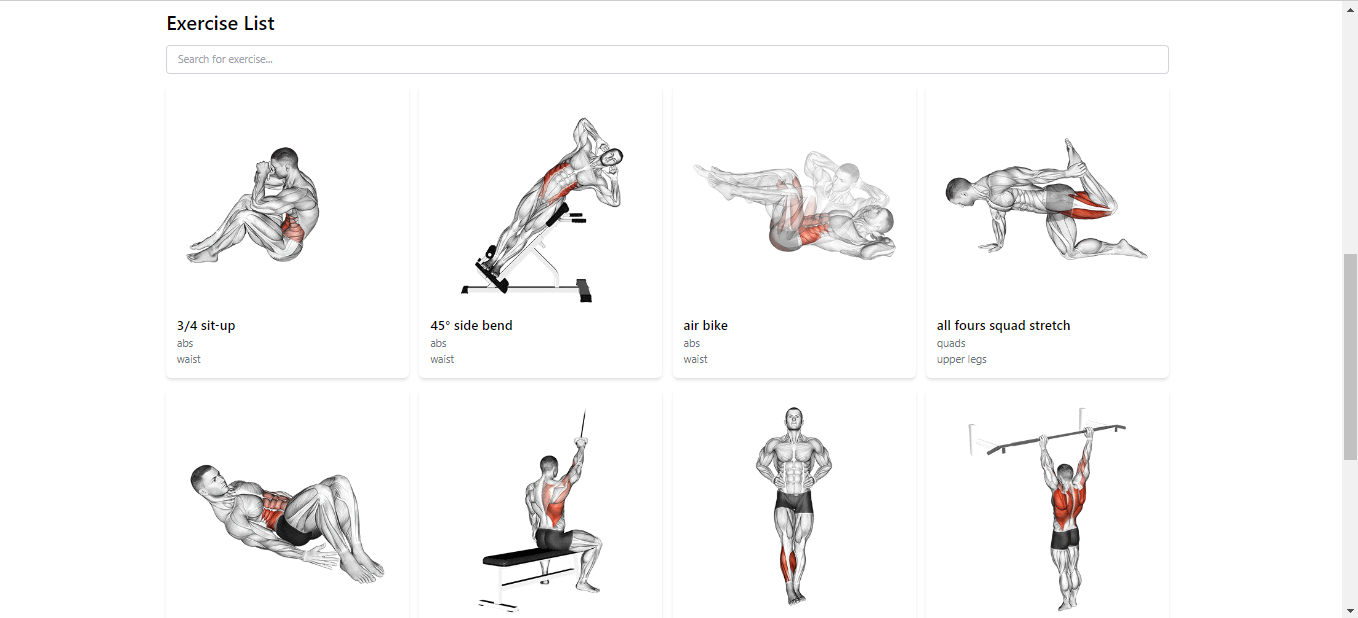 Exercise List
Search for exercise...
3/4 sit-up
abs
waist
45° side bend
abs
waist
air bike
abs
waist
all fours squad stretch
quads
upper legs